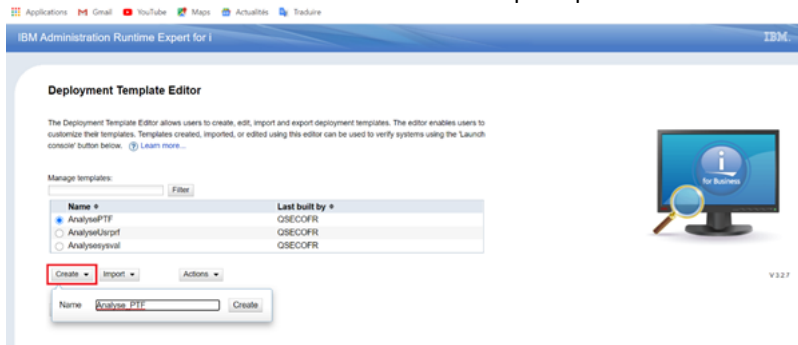 Applications Gmail YouTube Maps Actualités Traduire
IBM Administration Runtime Expert for i IBM.
Deployment Template Editor
The Deployment Template Editor allows users to create, edit, import and export deployment templates. The editor enables users to
customize their templates. Templates created, imported, or edited using this editor can be used to verify systems using the 'Launch
console' button below. ? Learn more...
i
for Business
Manage templates:
Filter
Name Last built by
AnalysePTF QSECOFR
AnalyseUsrprf QSECOFR
Analysesysval QSECOFR
Create Import Actions
V 3.2.7
Name Analyse_PTF Create